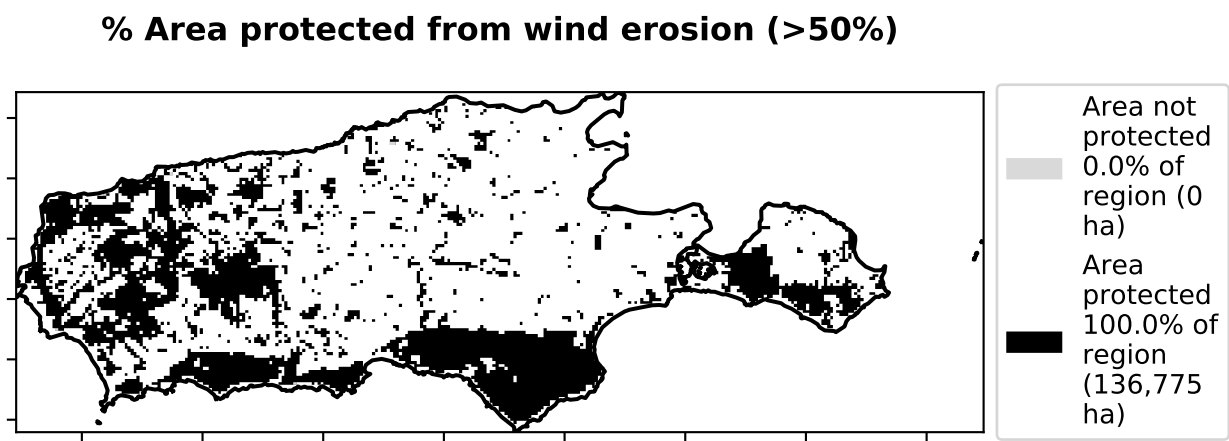 % Area protected from wind erosion (>50%)
Area not
protected
0.0% of
region (0
ha)
Area
protected
100.0% of
region
(136,775
ha)